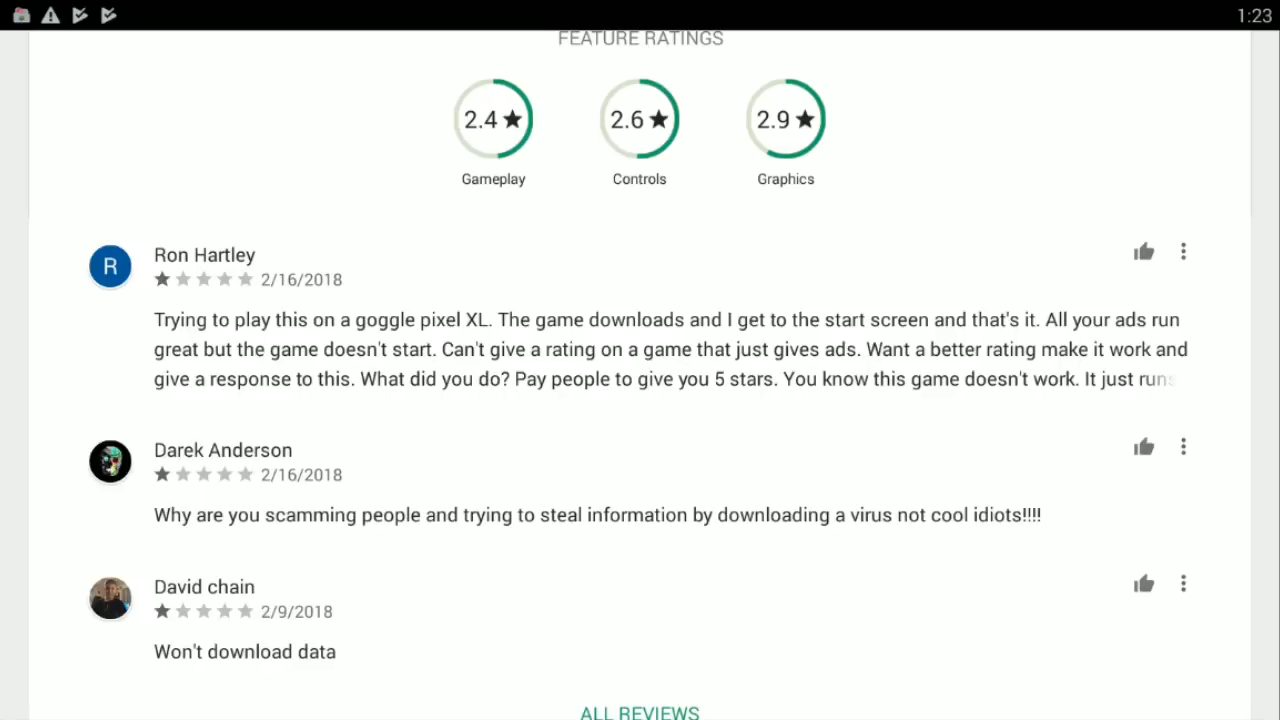 1:23
FEATURE RATINGS
2.4 ★ 2.6 ★ 2.9 ★
Gameplay Controls Graphics
R
Ron Hartley
2/16/2018
Trying to play this on a goggle pixel XL. The game downloads and I get to the start screen and that's it. All your ads run
great but the game doesn't start. Can't give a rating on a game that just gives ads. Want a better rating make it work and
give a response to this. What did you do? Pay people to give you 5 stars. You know this game doesn't work. It just runs
Darek Anderson
2/16/2018
Why are you scamming people and trying to steal information by downloading a virus not cool idiots!!!!
David chain
2/9/2018
Won't download data
ALL REVIEWS